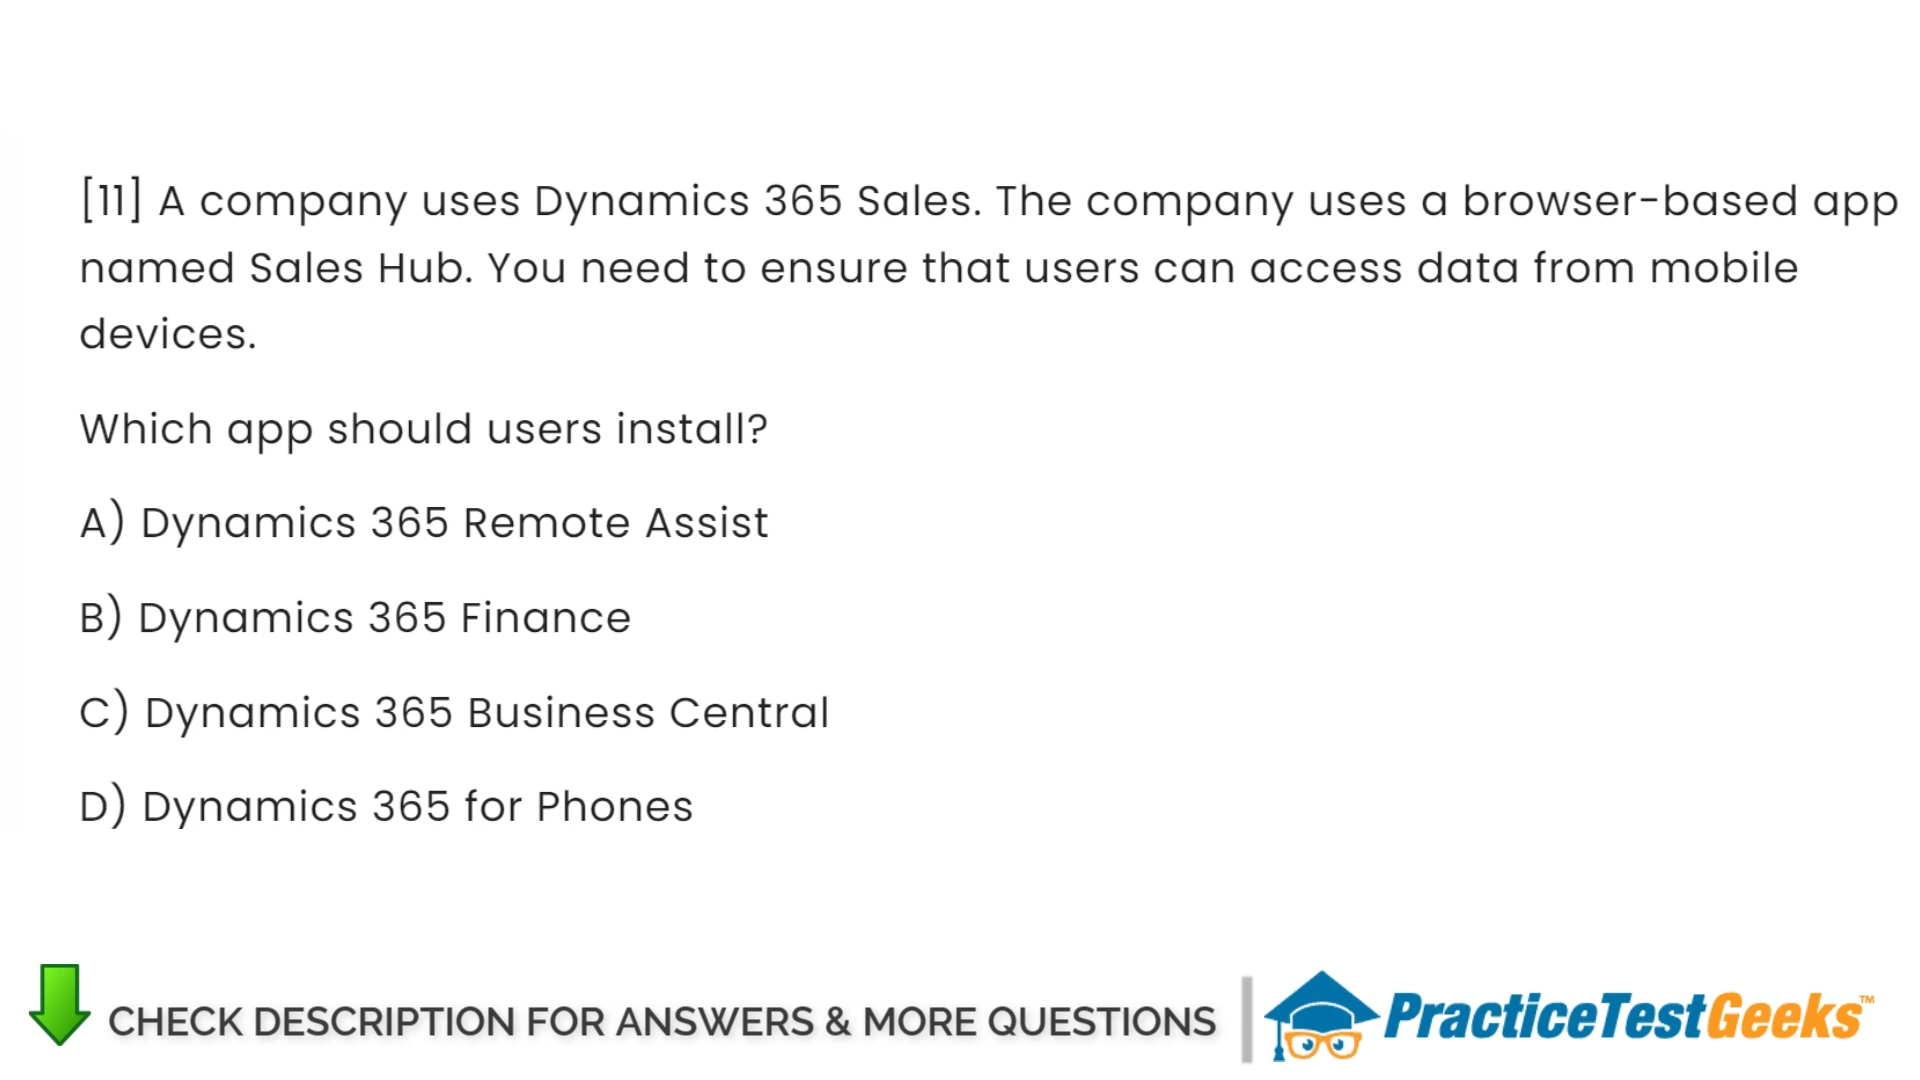 [11] A company uses Dynamics 365 Sales. The company uses a browser-based app
named Sales Hub. You need to ensure that users can access data from mobile
devices.
Which app should users install?
A) Dynamics 365 Remote Assist
B) Dynamics 365 Finance
C) Dynamics 365 Business Central
D) Dynamics 365 for Phones
CHECK DESCRIPTION FOR ANSWERS & MORE QUESTIONS
PracticeTestGeeks™